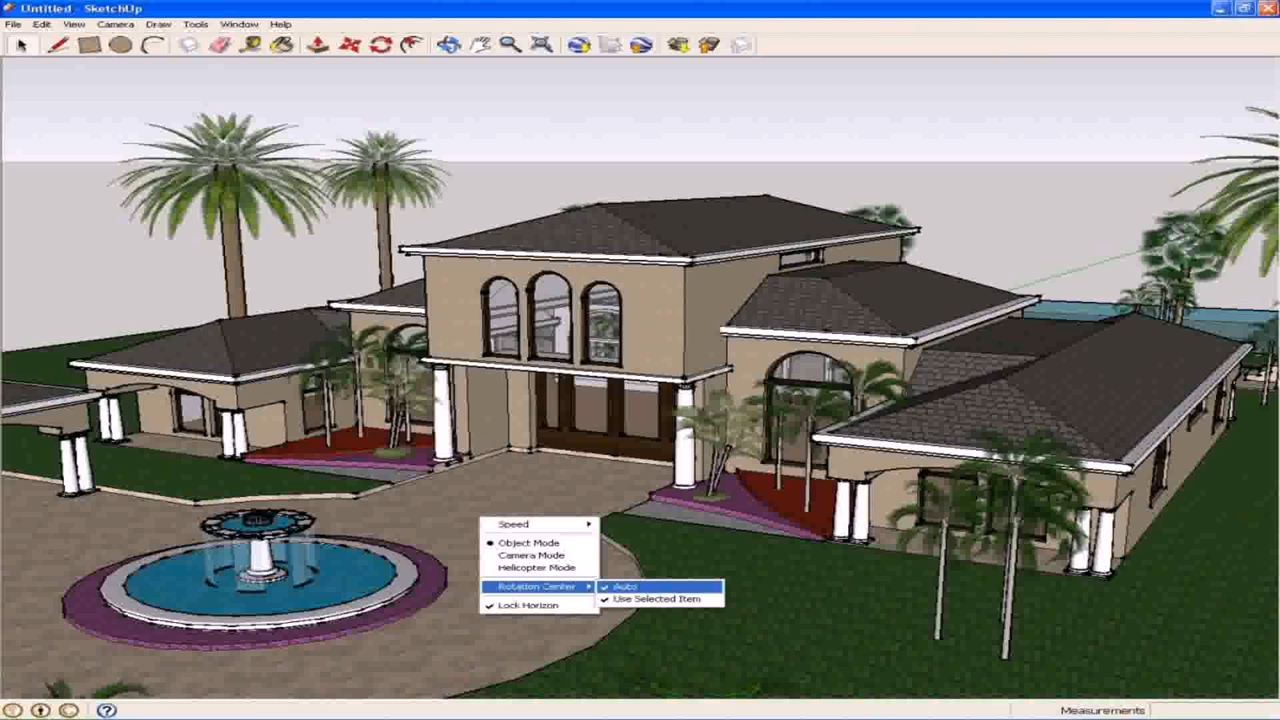 Untitled - SketchUp
File Edit View Camera Draw Tools Window Help
Speed
Object Mode
Camera Mode
Helicopter Mode
Rotation Center
Auto
Use Selected Item
Lock Horizon
Measurements